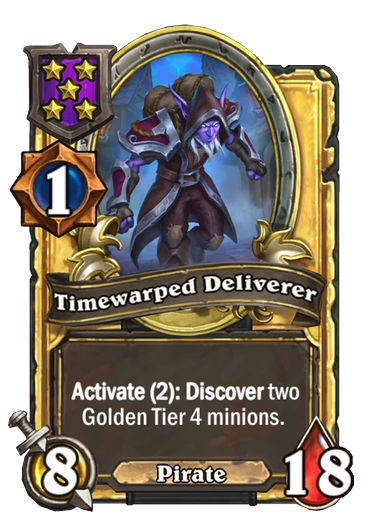 1
Timewarped Deliverer
Activate (2): Discover two
Golden Tier 4 minions.
8
Pirate
18